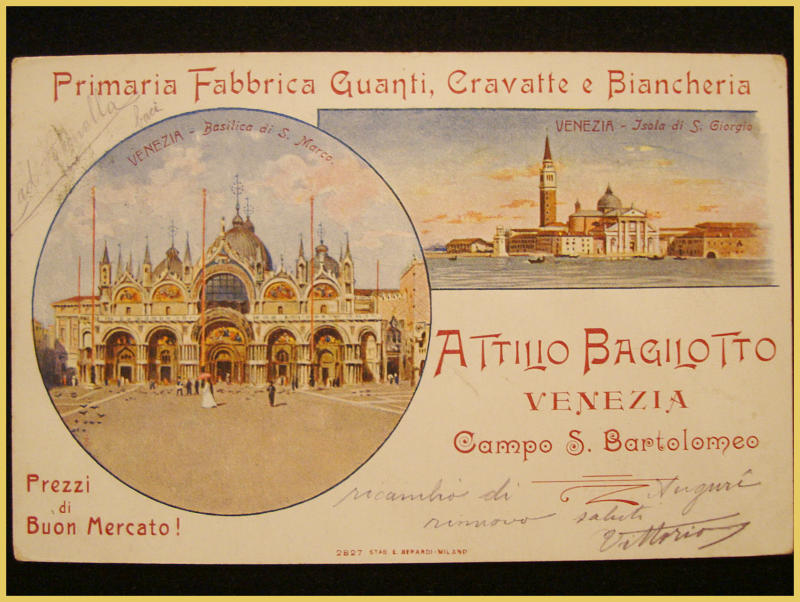 Primaria Fabbrica Guanti, Cravatte e Biancheria
baci
VENEZIA - Basilica di S. Marco.
VENEZIA - Isola di S. Giorgio
ATTILIO BAGILOTTO
VENEZIA
Campo S. Bartolomeo
Prezzi
di
Buon Mercato!
ricambio di Auguri
rinnovo saluti
Vittorio
2827 STAB. E. BERARDI-MILANO